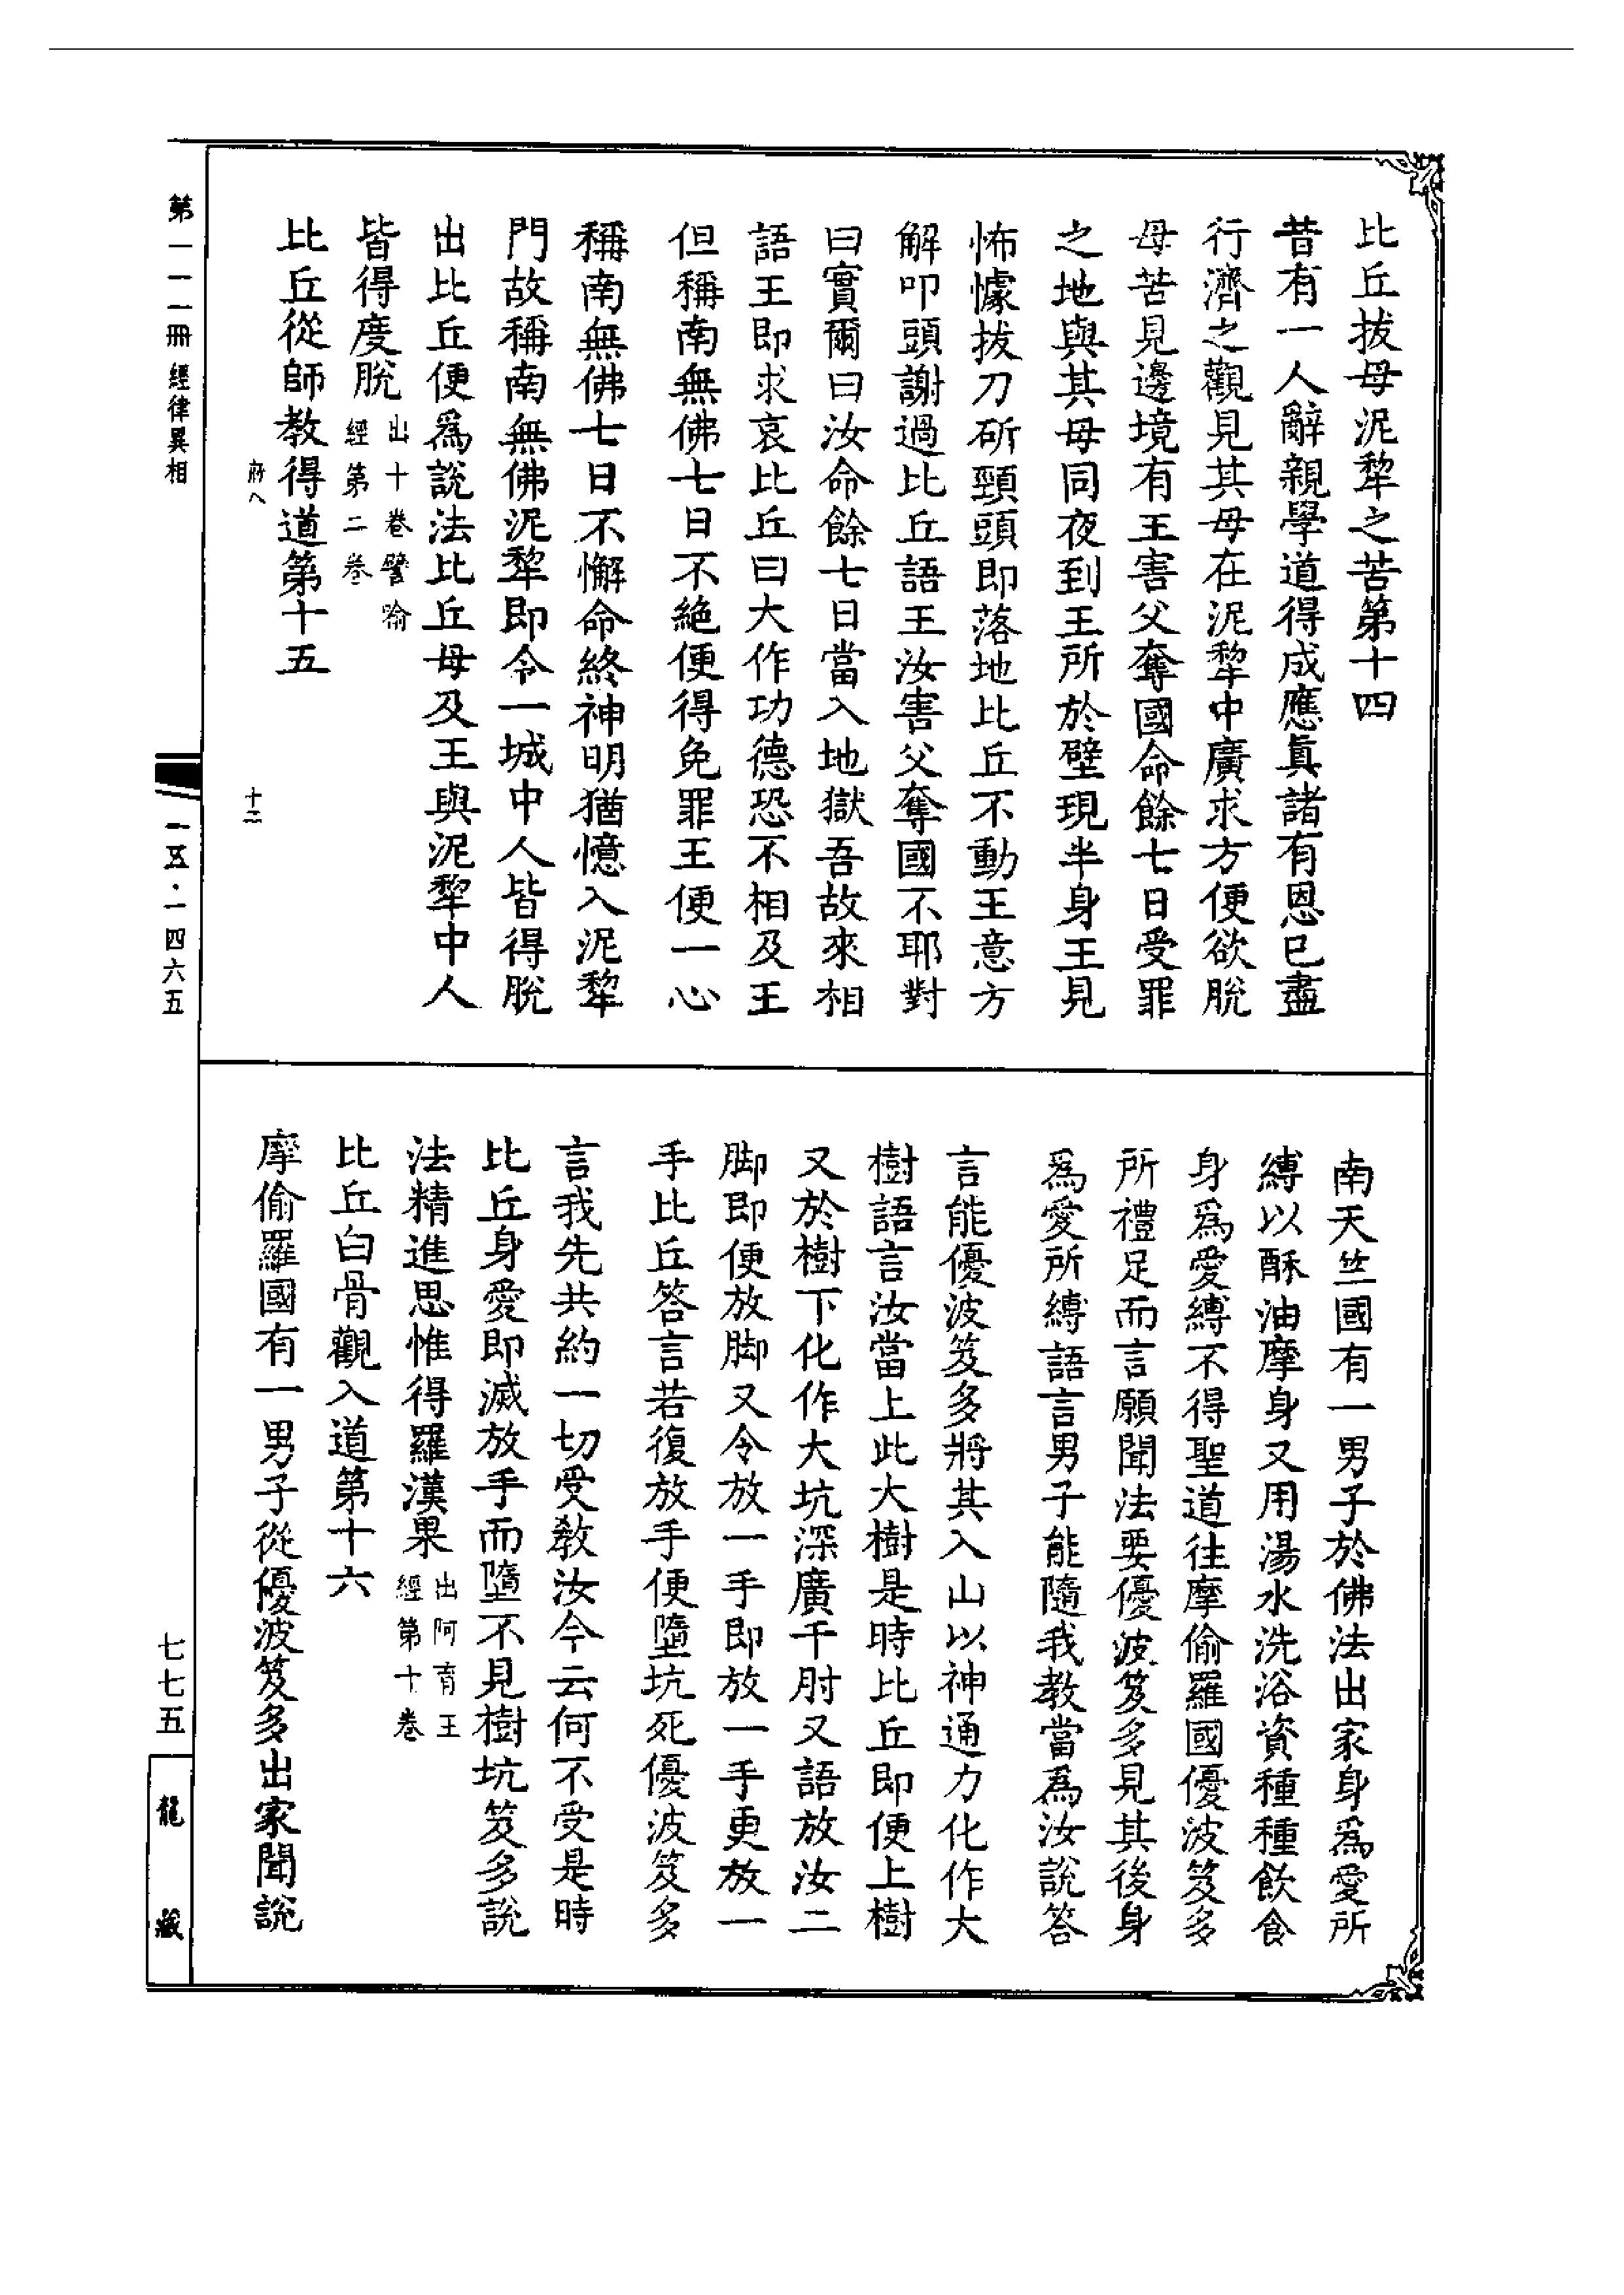 比丘拔母泥犂之苦第十四
昔有一人辭親學道得成應眞諸有恩已盡
行濟之觀見其母在泥犂中廣求方便欲脫
母苦見邊境有王害父奪國命餘七日受罪
之地與其母同夜到王所於壁現半身王見
怖懅拔刀斫頸頭即落地比丘不動王意方
解叩頭謝過比丘語王汝害父奪國不耶對
曰實爾曰汝命餘七日當入地獄吾故來相
語王即求哀比丘曰大作功德恐不相及王
但稱南無佛七日不絶便得免罪王便一心
稱南無佛七日不懈命終神明猶憶入泥犂
門故稱南無佛泥犂即令一城中人皆得脫
出比丘便爲說法比丘母及王與泥犂中人
皆得度脫出十卷譬喻經第二卷
比丘從師教得道第十五
府八
十二
南天竺國有一男子於佛法出家身爲愛所
縛以酥油摩身又用湯水洗浴資種種飲食
身爲愛縛不得聖道往摩偷羅國優波笈多
所禮足而言願聞法要優波笈多見其後身
爲愛所縛語言男子能隨我教當爲汝說答
言能優波笈多將其入山以神通力化作大
樹語言汝當上此大樹是時比丘即便上樹
又於樹下化作大坑深廣千肘又語放汝二
脚即便放脚又令放一手即放一手更放一
手比丘答言若復放手便墮坑死優波笈多
言我先共約一切受教汝今云何不受是時
比丘身愛即滅放手而墮不見樹坑笈多說
法精進思惟得羅漢果出阿育王經第十卷
比丘白骨觀入道第十六
摩偷羅國有一男子從優波笈多出家聞說
第一一一冊 經律異相
一五·一四六五
七七五
龍藏